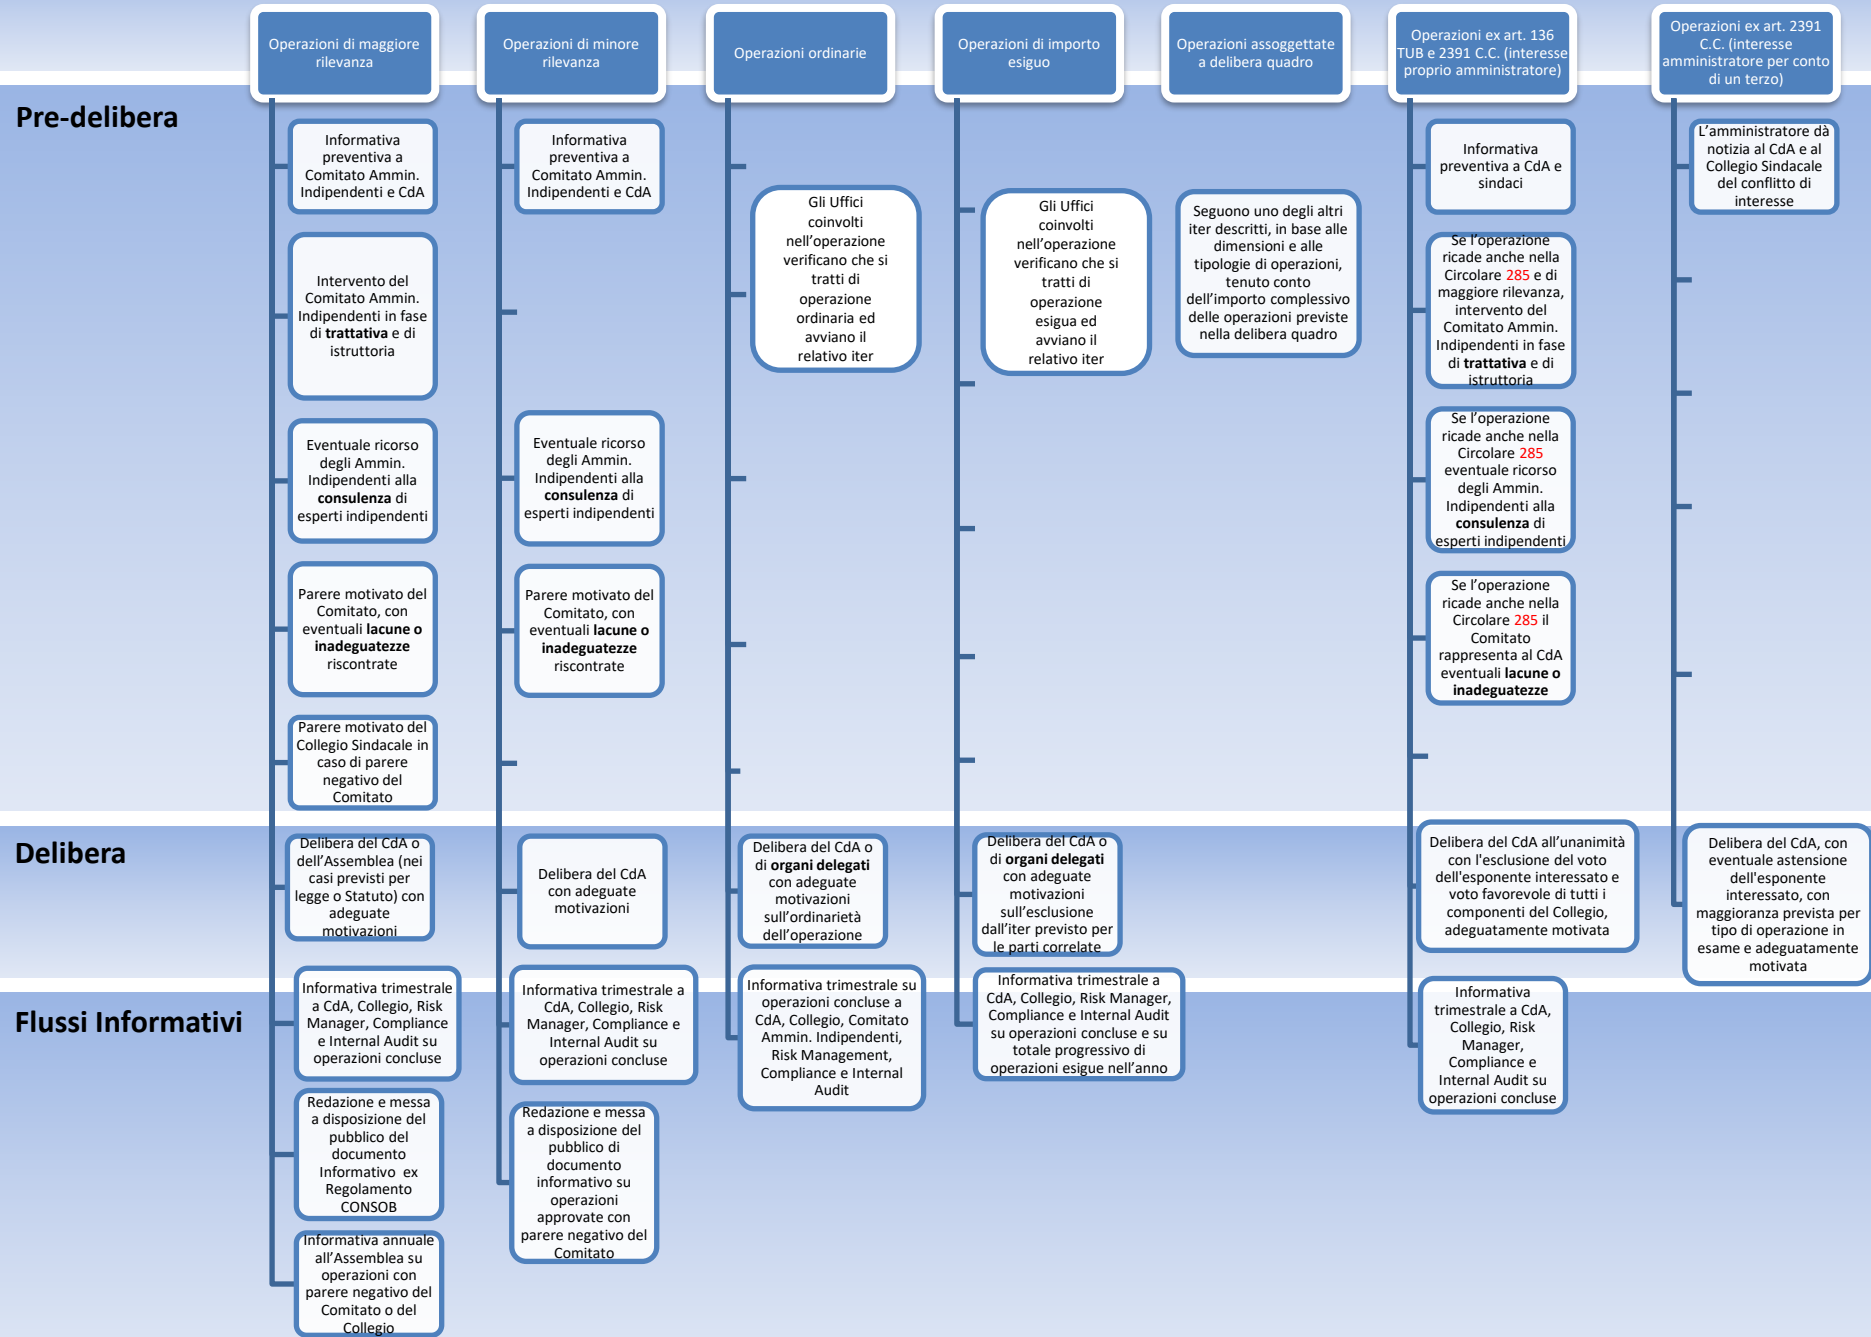 Operazioni di maggiore
rilevanza
Operazioni di minore
rilevanza
Operazioni ordinarie
Operazioni di importo
esiguo
Operazioni assoggettate
a delibera quadro
Operazioni ex art. 136
TUB e 2391 C.C. (interesse
proprio amministratore)
Operazioni ex art. 2391
C.C. (interesse
amministratore per conto
di un terzo)
Pre-delibera
Informativa
preventiva a
Comitato Ammin.
Indipendenti e CdA
Intervento del
Comitato Ammin.
Indipendenti in fase
di trattativa e di
istruttoria
Eventuale ricorso
degli Ammin.
Indipendenti alla
consulenza di
esperti indipendenti
Parere motivato del
Comitato, con
eventuali lacune o
inadeguatezze
riscontrate
Parere motivato del
Collegio Sindacale in
caso di parere
negativo del
Comitato
Informativa
preventiva a
Comitato Ammin.
Indipendenti e CdA
Eventuale ricorso
degli Ammin.
Indipendenti alla
consulenza di
esperti indipendenti
Parere motivato del
Comitato, con
eventuali lacune o
inadeguatezze
riscontrate
Gli Uffici
coinvolti
nell'operazione
verificano che si
tratti di
operazione
ordinaria ed
avviano il
relativo iter
Gli Uffici
coinvolti
nell'operazione
verificano che si
tratti di
operazione
esigua ed
avviano il
relativo iter
Seguono uno degli altri
iter descritti, in base alle
dimensioni e alle
tipologie di operazioni,
tenuto conto
dell'importo complessivo
delle operazioni previste
nella delibera quadro
Informativa
preventiva a CdA e
sindaci
Se l'operazione
ricade anche nella
Circolare 285 e di
maggiore rilevanza,
intervento del
Comitato Ammin.
Indipendenti in fase
di trattativa e di
istruttoria
Se l'operazione
ricade anche nella
Circolare 285
eventuale ricorso
degli Ammin.
Indipendenti alla
consulenza di
esperti indipendenti
Se l'operazione
ricade anche nella
Circolare 285 il
Comitato
rappresenta al CdA
eventuali lacune o
inadeguatezze
L'amministratore dà
notizia al CdA e al
Collegio Sindacale
del conflitto di
interesse
Delibera
Delibera del CdA o
dell'Assemblea (nei
casi previsti per
legge o Statuto) con
adeguate
motivazioni
Delibera del CdA
con adeguate
motivazioni
Delibera del CdA o
di organi delegati
con adeguate
motivazioni
sull'ordinarietà
dell'operazione
Delibera del CdA o
di organi delegati
con adeguate
motivazioni
sull'esclusione
dall'iter previsto per
le parti correlate
Delibera del CdA all'unanimità
con l'esclusione del voto
dell'esponente interessato e
voto favorevole di tutti i
componenti del Collegio,
adeguatamente motivata
Delibera del CdA, con
eventuale astensione
dell'esponente
interessato, con
maggioranza prevista per
tipo di operazione in
esame e adeguatamente
motivata
Flussi Informativi
Informativa trimestrale
a CdA, Collegio, Risk
Manager, Compliance
e Internal Audit su
operazioni concluse
Redazione e messa
a disposizione del
pubblico del
documento
Informativo ex
Regolamento
CONSOB
Informativa annuale
all'Assemblea su
operazioni con
parere negativo del
Comitato o del
Collegio
Informativa trimestrale a
CdA, Collegio, Risk
Manager, Compliance e
Internal Audit su
operazioni concluse
Redazione e messa
a disposizione del
pubblico di
documento
informativo su
operazioni
approvate con
parere negativo del
Comitato
Informativa trimestrale su
operazioni concluse a
CdA, Collegio, Comitato
Ammin. Indipendenti,
Risk Management,
Compliance e Internal
Audit
Informativa trimestrale a
CdA, Collegio, Risk Manager,
Compliance e Internal Audit
su operazioni concluse e su
totale progressivo di
operazioni esigue nell'anno
Informativa
trimestrale a CdA,
Collegio, Risk
Manager,
Compliance e
Internal Audit su
operazioni concluse